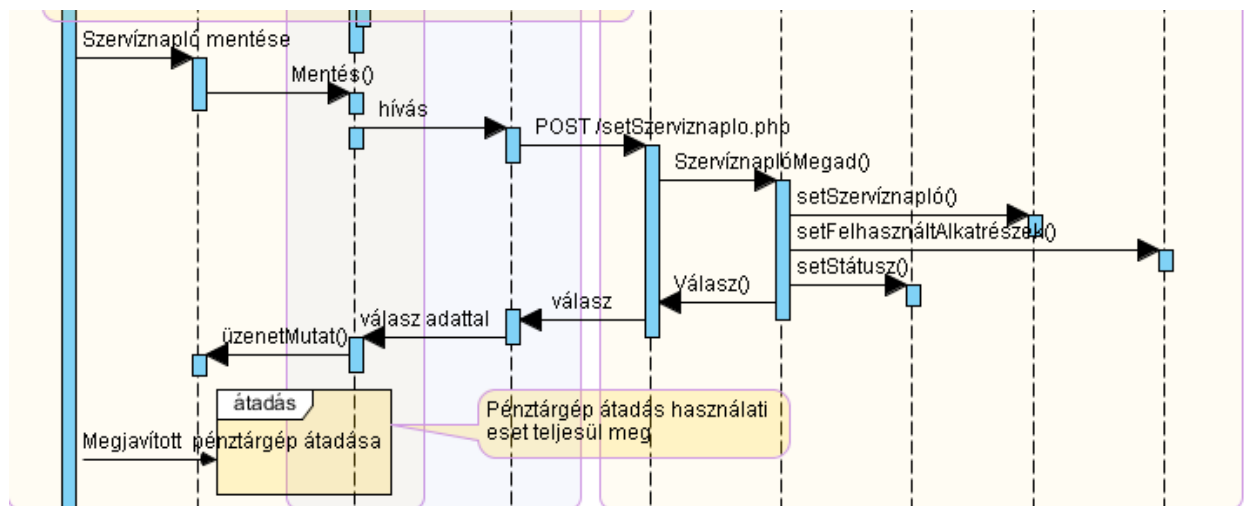 Szervíznapló mentése
Mentés()
hívás
POST /setSzerviznaplo.php
SzervíznaplóMegad()
setSzervíznapló()
setFelhasználtAlkatrészek()
setStátusz()
Válasz()
válasz
válasz adattal
üzenetMutat()
átadás
Pénztárgép átadás használati
eset teljesül meg
Megjavított pénztárgép átadása